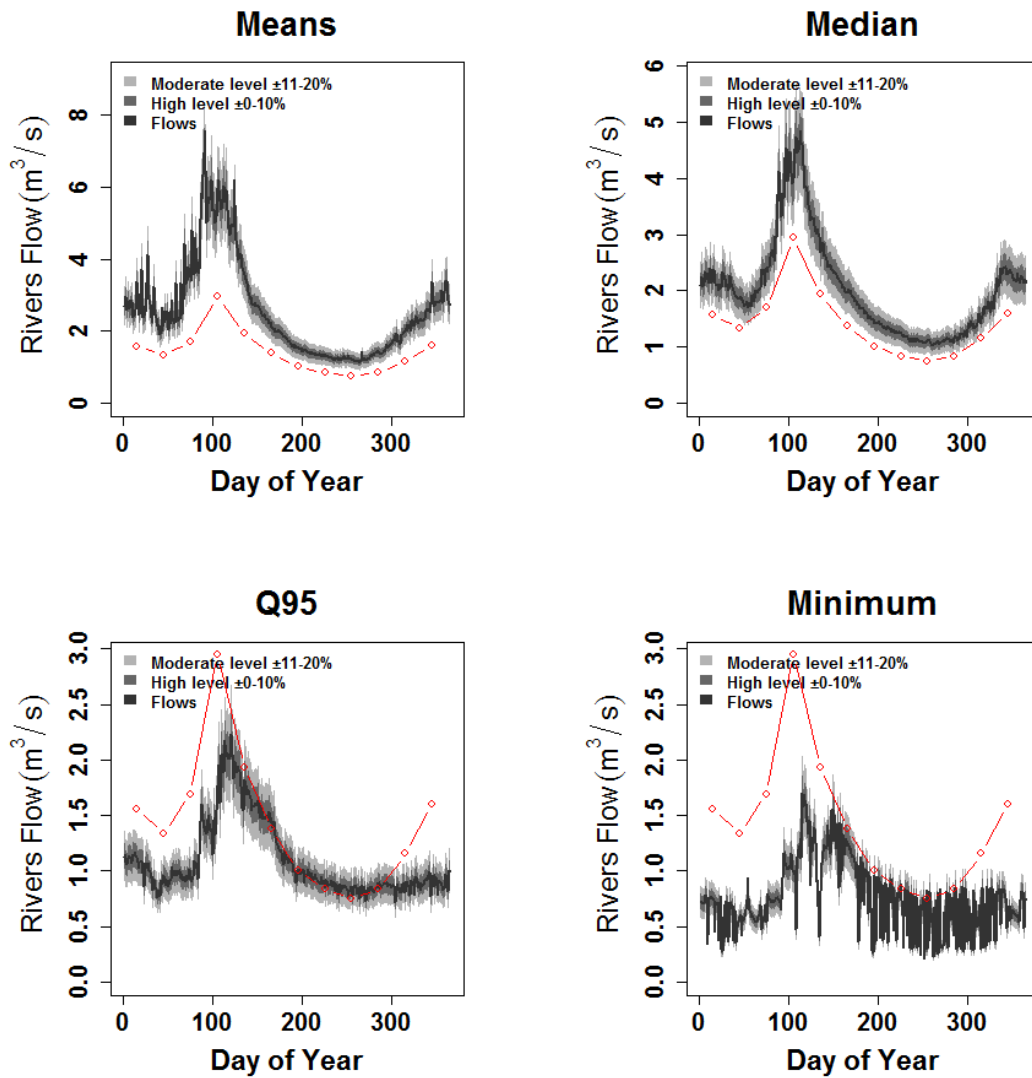 Means
Moderate level ±11-20%
High level ±0-10%
Flows
Rivers Flow (m³ / s)
8
6
4
2
0
0 100 200 300
Day of Year
Median
Moderate level ±11-20%
High level ±0-10%
Flows
Rivers Flow (m³ / s)
6
5
4
3
2
1
0
0 100 200 300
Day of Year
Q95
Moderate level ±11-20%
High level ±0-10%
Flows
Rivers Flow (m³ / s)
3.0
2.5
2.0
1.5
1.0
0.5
0.0
0 100 200 300
Day of Year
Minimum
Moderate level ±11-20%
High level ±0-10%
Flows
Rivers Flow (m³ / s)
3.0
2.5
2.0
1.5
1.0
0.5
0.0
0 100 200 300
Day of Year